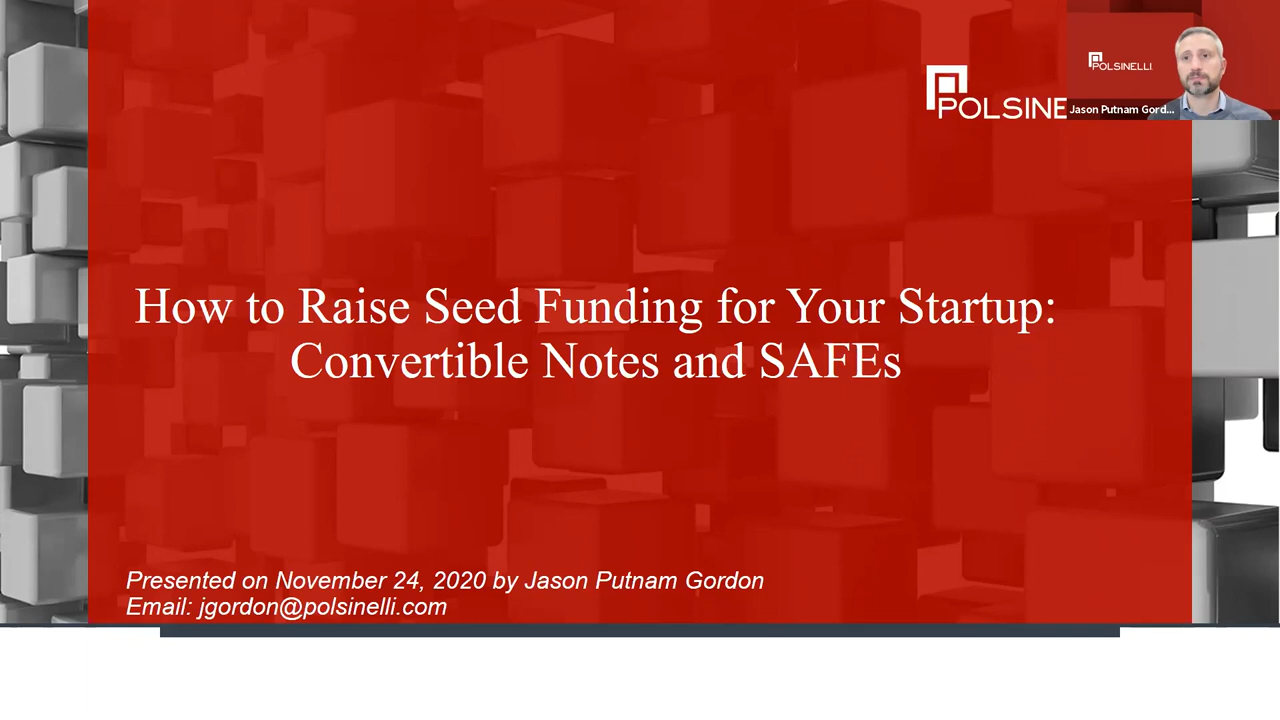 POLSINE
POLSINELLI
Jason Putnam Gord...
How to Raise Seed Funding for Your Startup:
Convertible Notes and SAFEs
Presented on November 24, 2020 by Jason Putnam Gordon
Email: jgordon@polsinelli.com